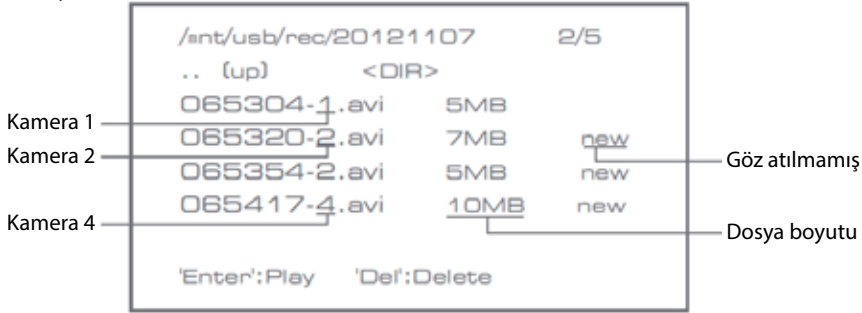 /mnt/usb/rec/20121107 2/5
.. (up) <DIR>
065304-1.avi 5MB
Kamera 1
065320-2.avi 7MB new
Kamera 2
Göz atılmamış
065354-2.avi 5MB new
065417-4.avi 10MB new
Kamera 4
Dosya boyutu
'Enter':Play 'Del':Delete